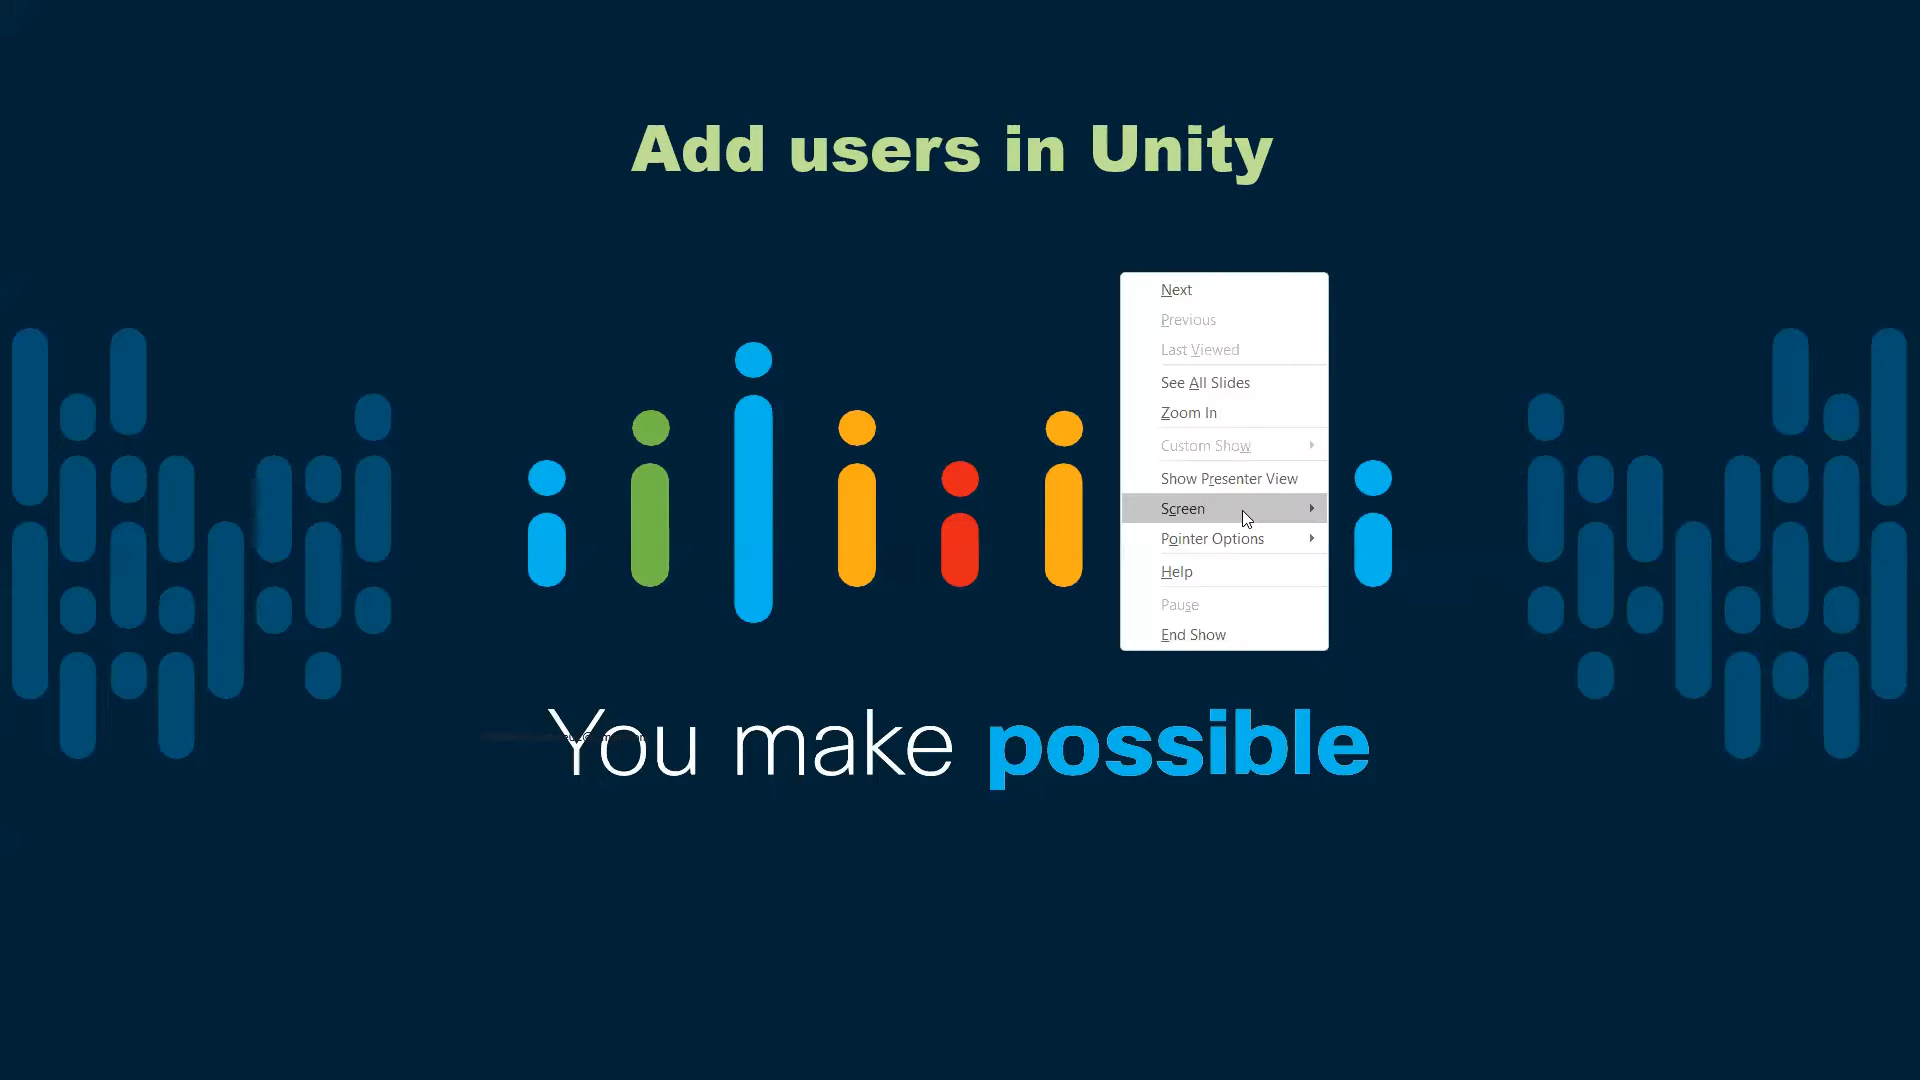 Add users in Unity
Next
Previous
Last Viewed
See All Slides
Zoom In
Custom Show
Show Presenter View
Screen
Pointer Options
Help
Pause
End Show
You make possible